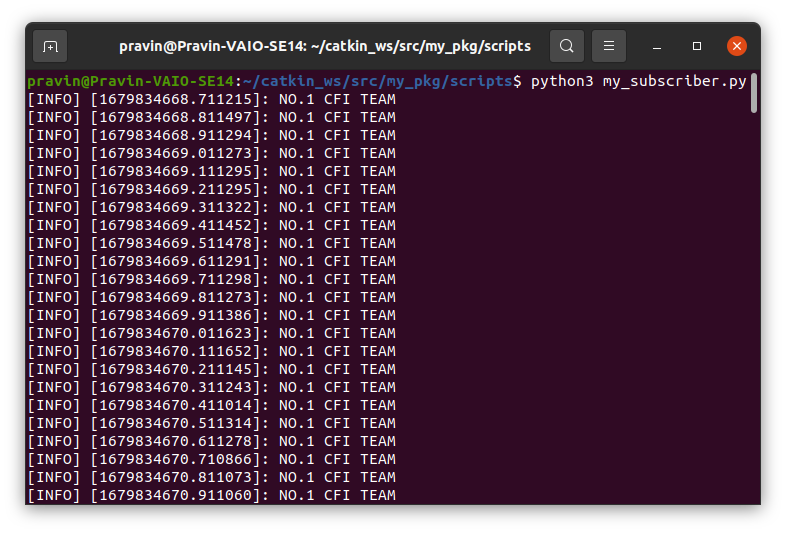 pravin@Pravin-VAIO-SE14: ~/catkin_ws/src/my_pkg/scripts
pravin@Pravin-VAIO-SE14:~/catkin_ws/src/my_pkg/scripts$ python3 my_subscriber.py
[INFO] [1679834668.711215]: NO.1 CFI TEAM
[INFO] [1679834668.811497]: NO.1 CFI TEAM
[INFO] [1679834668.911294]: NO.1 CFI TEAM
[INFO] [1679834669.011273]: NO.1 CFI TEAM
[INFO] [1679834669.111295]: NO.1 CFI TEAM
[INFO] [1679834669.211295]: NO.1 CFI TEAM
[INFO] [1679834669.311322]: NO.1 CFI TEAM
[INFO] [1679834669.411452]: NO.1 CFI TEAM
[INFO] [1679834669.511478]: NO.1 CFI TEAM
[INFO] [1679834669.611291]: NO.1 CFI TEAM
[INFO] [1679834669.711298]: NO.1 CFI TEAM
[INFO] [1679834669.811273]: NO.1 CFI TEAM
[INFO] [1679834669.911386]: NO.1 CFI TEAM
[INFO] [1679834670.011623]: NO.1 CFI TEAM
[INFO] [1679834670.111652]: NO.1 CFI TEAM
[INFO] [1679834670.211145]: NO.1 CFI TEAM
[INFO] [1679834670.311243]: NO.1 CFI TEAM
[INFO] [1679834670.411014]: NO.1 CFI TEAM
[INFO] [1679834670.511314]: NO.1 CFI TEAM
[INFO] [1679834670.611278]: NO.1 CFI TEAM
[INFO] [1679834670.710866]: NO.1 CFI TEAM
[INFO] [1679834670.811073]: NO.1 CFI TEAM
[INFO] [1679834670.911060]: NO.1 CFI TEAM